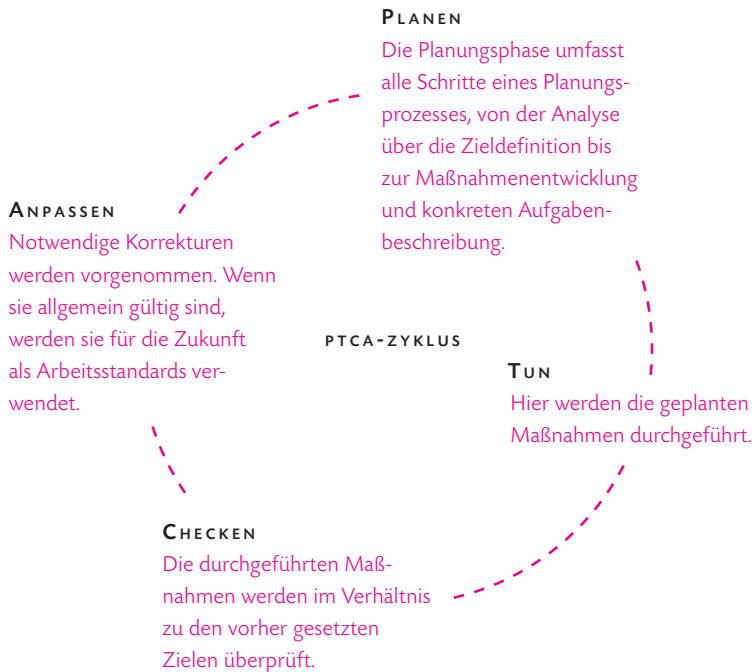 PLANEN
Die Planungsphase umfasst
alle Schritte eines Planungs-
prozesses, von der Analyse
über die Zieldefinition bis
zur Maßnahmenentwicklung
und konkreten Aufgaben-
beschreibung.
ANPASSEN
Notwendige Korrekturen
werden vorgenommen. Wenn
sie allgemein gültig sind,
werden sie für die Zukunft
als Arbeitsstandards ver-
wendet.
PTCA-ZYKLUS
TUN
Hier werden die geplanten
Maßnahmen durchgeführt.
CHECKEN
Die durchgeführten Maß-
nahmen werden im Verhältnis
zu den vorher gesetzten
Zielen überprüft.